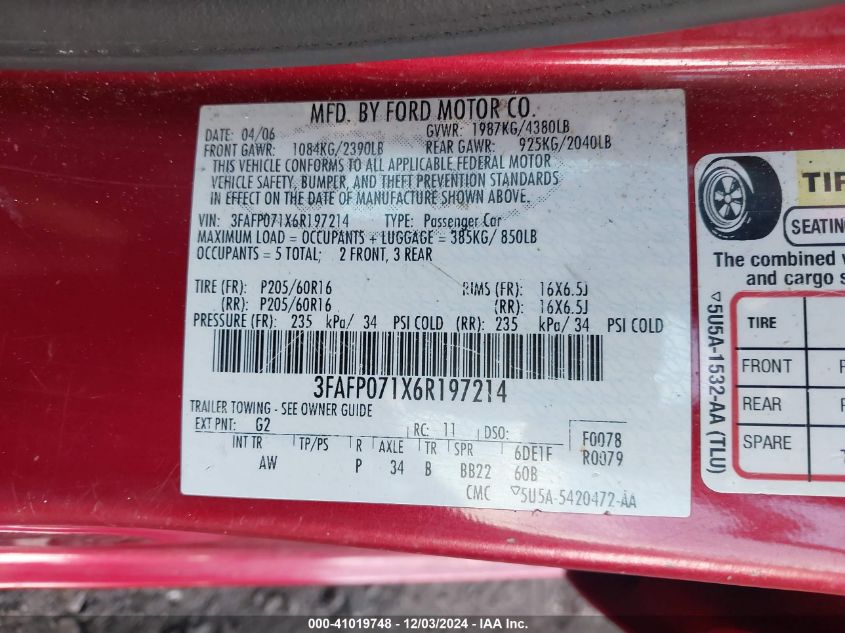 MFD. BY FORD MOTOR CO.
DATE: 04/06 GVWR: 1987KG/4380LB
FRONT GAWR: 1084KG/2390LB REAR GAWR: 925KG/2040LB
THIS VEHICLE CONFORMS TO ALL APPLICABLE FEDERAL MOTOR
VEHICLE SAFETY, BUMPER, AND THEFT PREVENTION STANDARDS
IN EFFECT ON THE DATE OF MANUFACTURE SHOWN ABOVE.
VIN: 3FAFP071X6R197214 TYPE: Passenger Car
MAXIMUM LOAD = OCCUPANTS + LUGGAGE = 385KG/ 850LB
OCCUPANTS = 5 TOTAL; 2 FRONT, 3 REAR
TIRE (FR): P205/60R16 RIMS (FR): 16X6.5J
(RR): P205/60R16 (RR): 16X6.5J
PRESSURE (FR): 235 kPa/ 34 PSI COLD (RR): 235 kPa/ 34 PSI COLD
3FAFP071X6R197214
TRAILER TOWING - SEE OWNER GUIDE
EXT PNT: G2 RC: 11 DSO: F0078
INT TR TP/PS R AXLE TR SPR 6DE1F R0079
AW P 34 B BB22 60B
CMC ▽5U5A-5420472-AA
TIR
SEATING
The combined
and cargo
TIRE
FRONT
REAR
SPARE
▽5U5A-1532-AA (TLU)
000-41019748 - 12/03/2024 - IAA Inc.